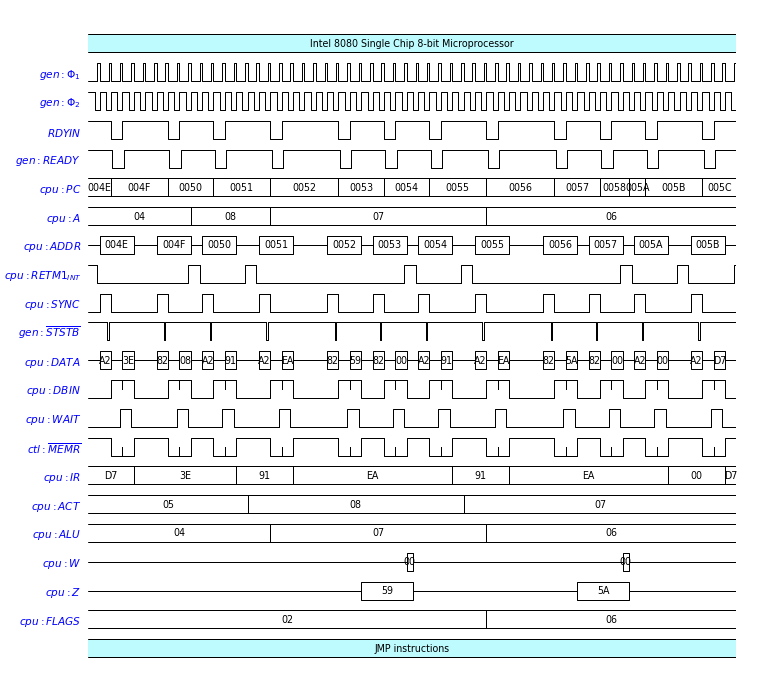 Intel 8080 Single Chip 8-bit Microprocessor
gen : Φ₁
gen : Φ₂
RDYIN
gen : READY
cpu : PC 004E 004F 0050 0051 0052 0053 0054 0055 0056 0057 0058 005A 005B 005C
cpu : A 04 08 07 06
cpu : ADDR 004E 004F 0050 0051 0052 0053 0054 0055 0056 0057 005A 005B
cpu : RETM1INT
cpu : SYNC
gen : STSTB
cpu : DATA A2 3E 82 08 A2 91 A2 EA 82 59 82 00 A2 91 A2 EA 82 5A 82 00 A2 00 A2 D7
cpu : DBIN
cpu : WAIT
ctl : MEMR
cpu : IR D7 3E 91 EA 91 EA 00 D7
cpu : ACT 05 08 07
cpu : ALU 04 07 06
cpu : W 00 00
cpu : Z 59 5A
cpu : FLAGS 02 06
JMP instructions